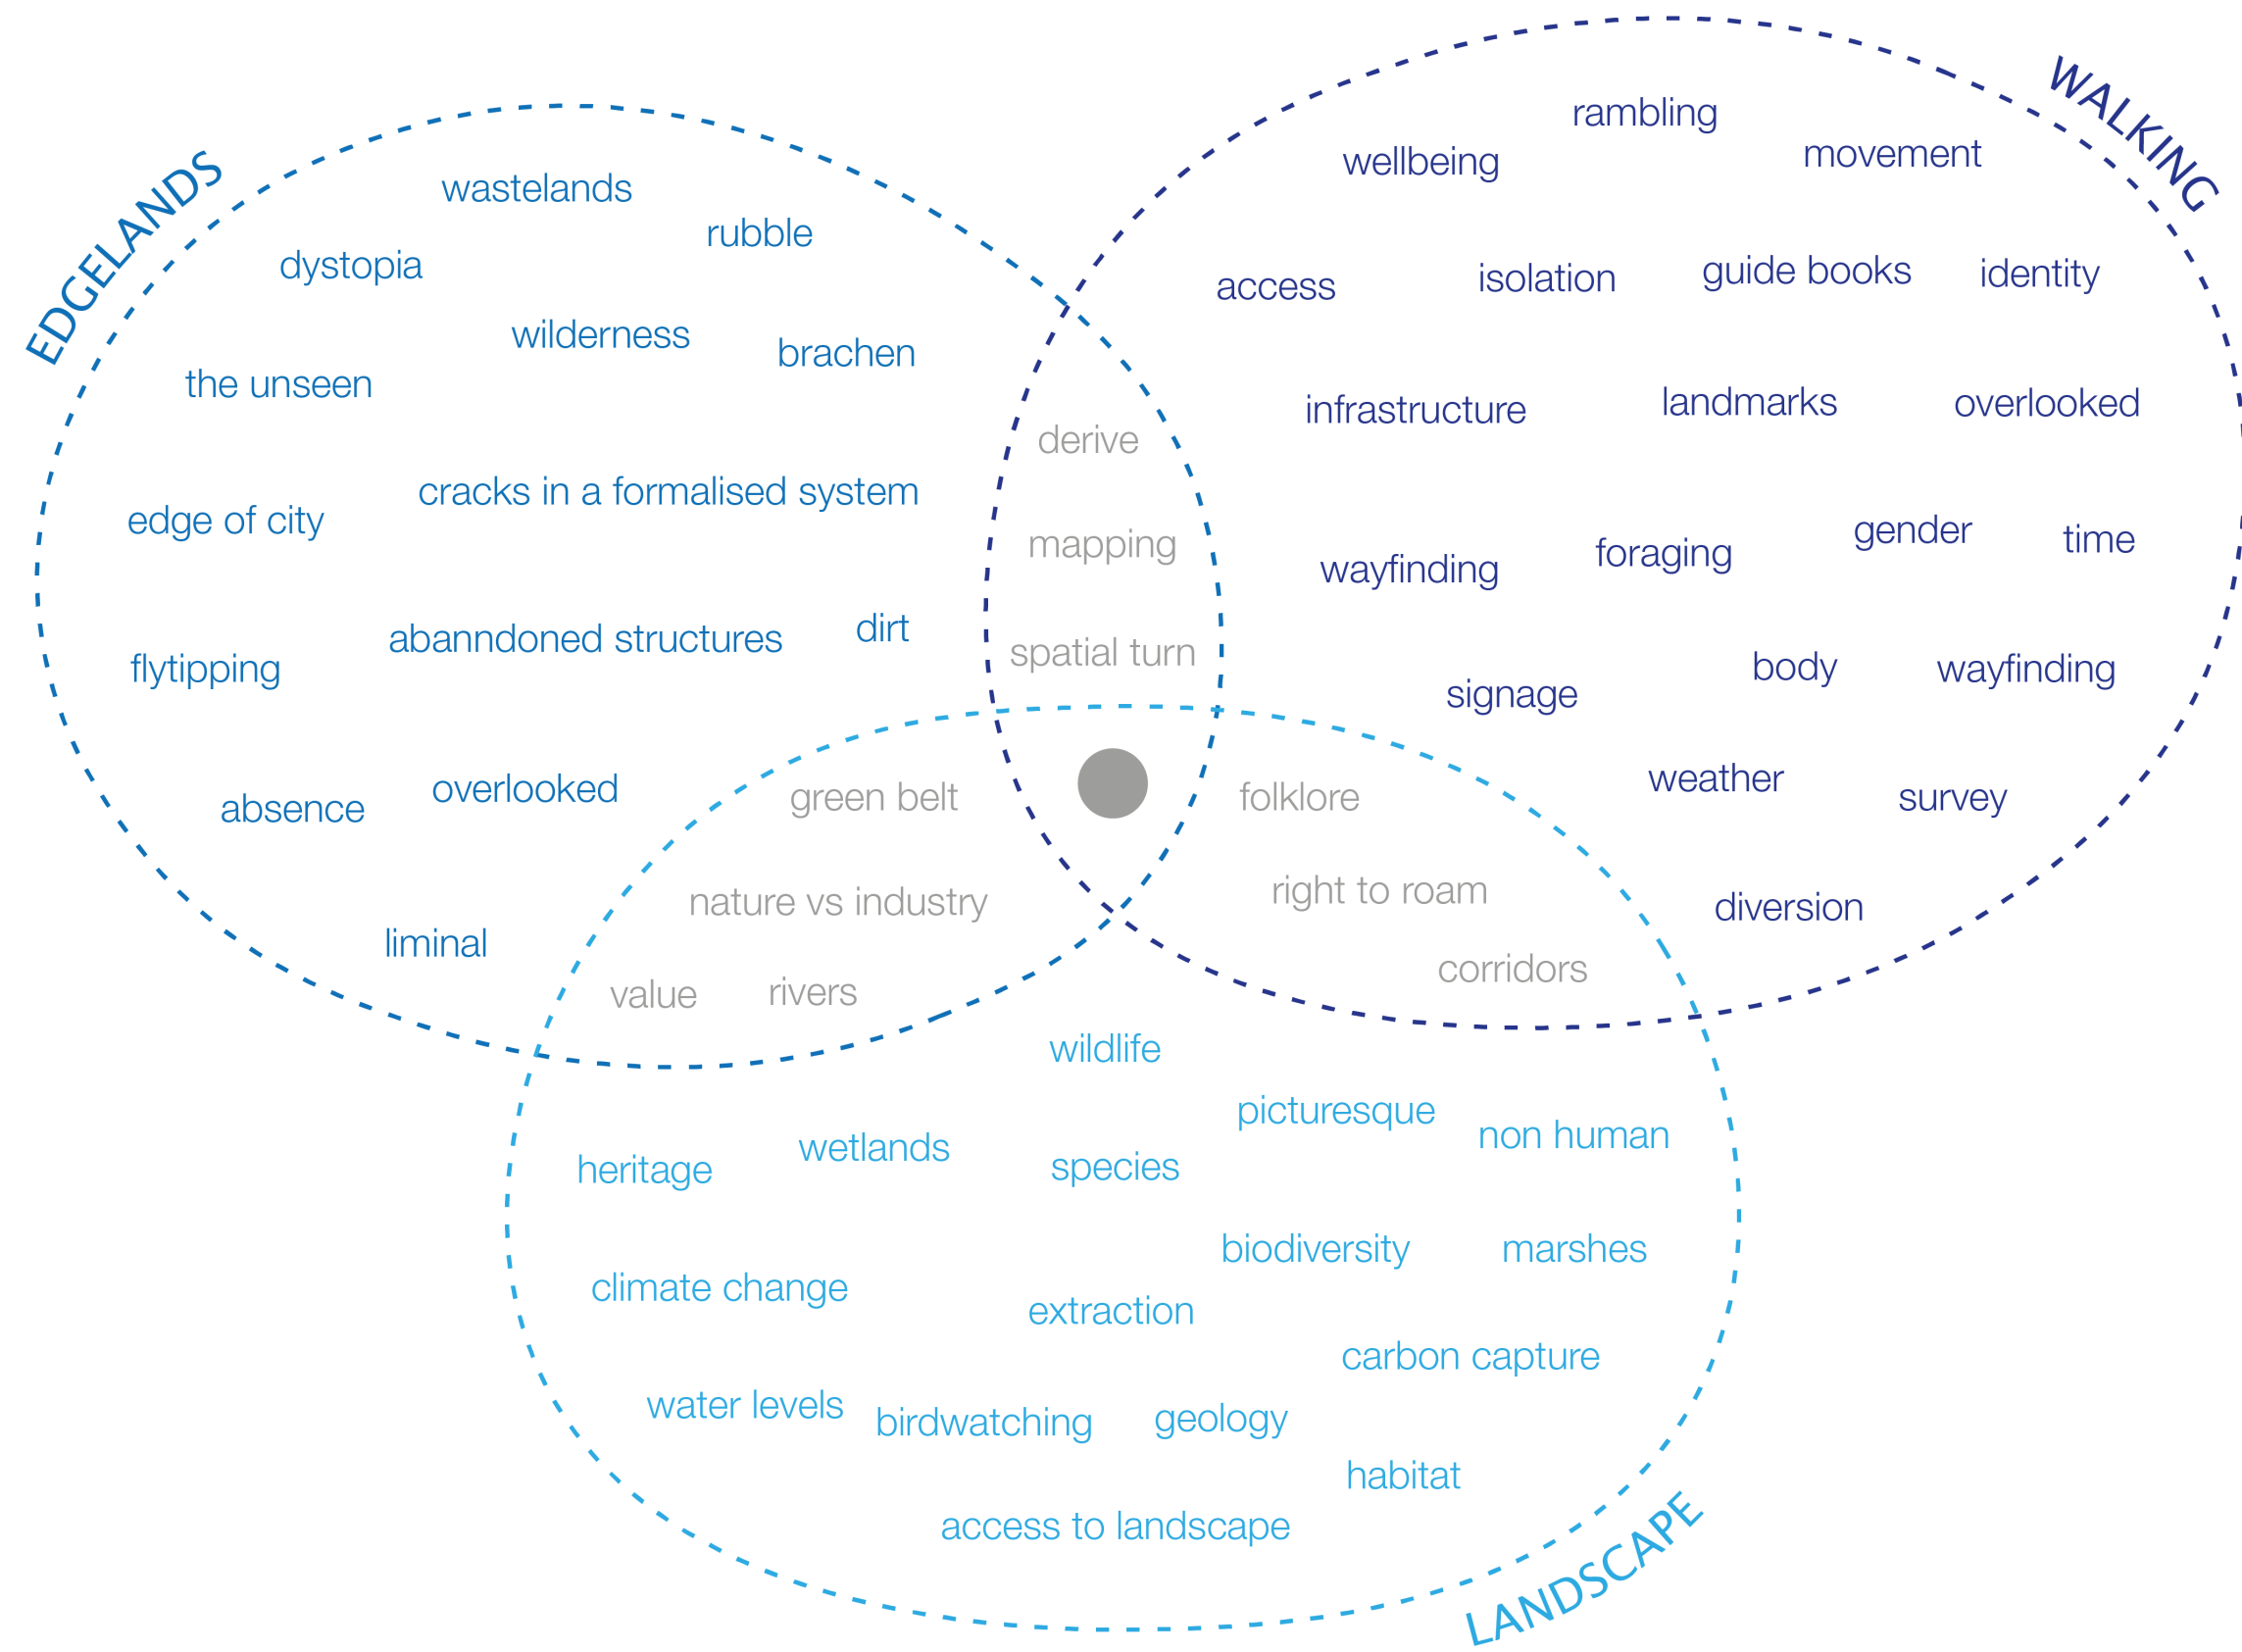 EDGELANDS
wastelands
rubble
dystopia
wilderness
brachen
the unseen
cracks in a formalised system
edge of city
abanndoned structures
dirt
flytipping
overlooked
absence
liminal
WALKING
rambling
wellbeing
movement
access
isolation
guide books
identity
infrastructure
landmarks
overlooked
wayfinding
foraging
gender
time
signage
body
wayfinding
weather
survey
diversion
derive
mapping
spatial turn
green belt
nature vs industry
value
rivers
folklore
right to roam
corridors
wildlife
picturesque
non human
heritage
wetlands
species
biodiversity
marshes
climate change
extraction
carbon capture
water levels
birdwatching
geology
habitat
access to landscape
LANDSCAPE